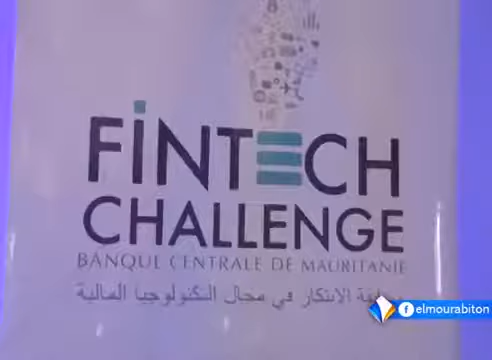 FiNTECH
CHALLENGE
BANQUE CENTRALE DE MAURITANIE
الابتكار في مجال التكنولوجيا المالية
elmourabiton